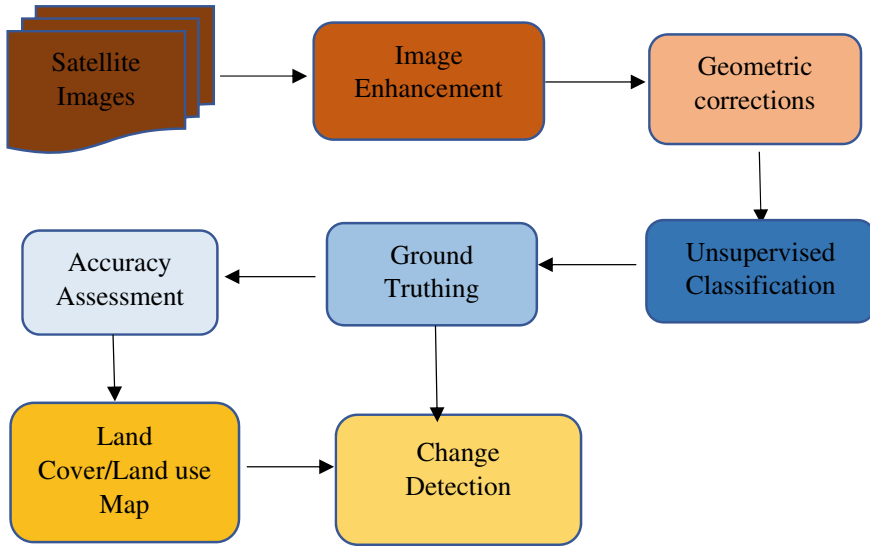 Satellite
Images
Image
Enhancement
Geometric
corrections
Unsupervised
Classification
Ground
Truthing
Accuracy
Assessment
Land
Cover/Land use
Map
Change
Detection